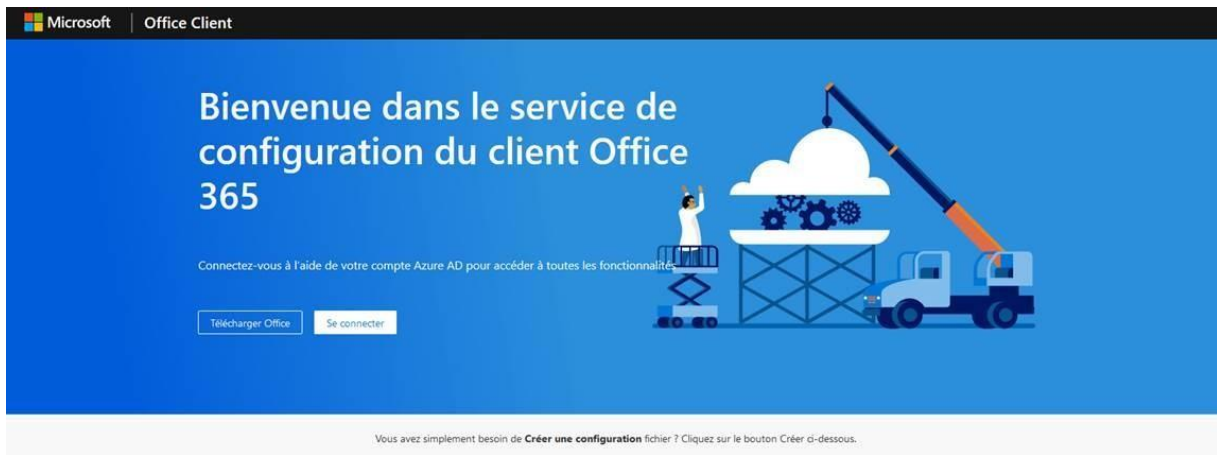 Microsoft | Office Client
Bienvenue dans le service de
configuration du client Office
365
Connectez-vous à l'aide de votre compte Azure AD pour accéder à toutes les fonctionnalités
Télécharger Office Se connecter
Vous avez simplement besoin de Créer une configuration fichier ? Cliquez sur le bouton Créer ci-dessous.